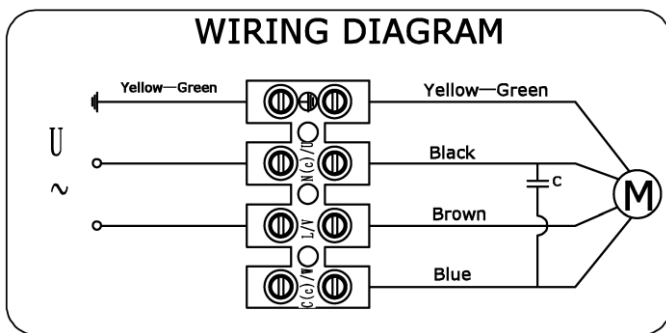 WIRING DIAGRAM
Yellow—Green
Yellow—Green
U
~
N(c)/U
Black
C
M
L/V
Brown
C(c)/W
Blue